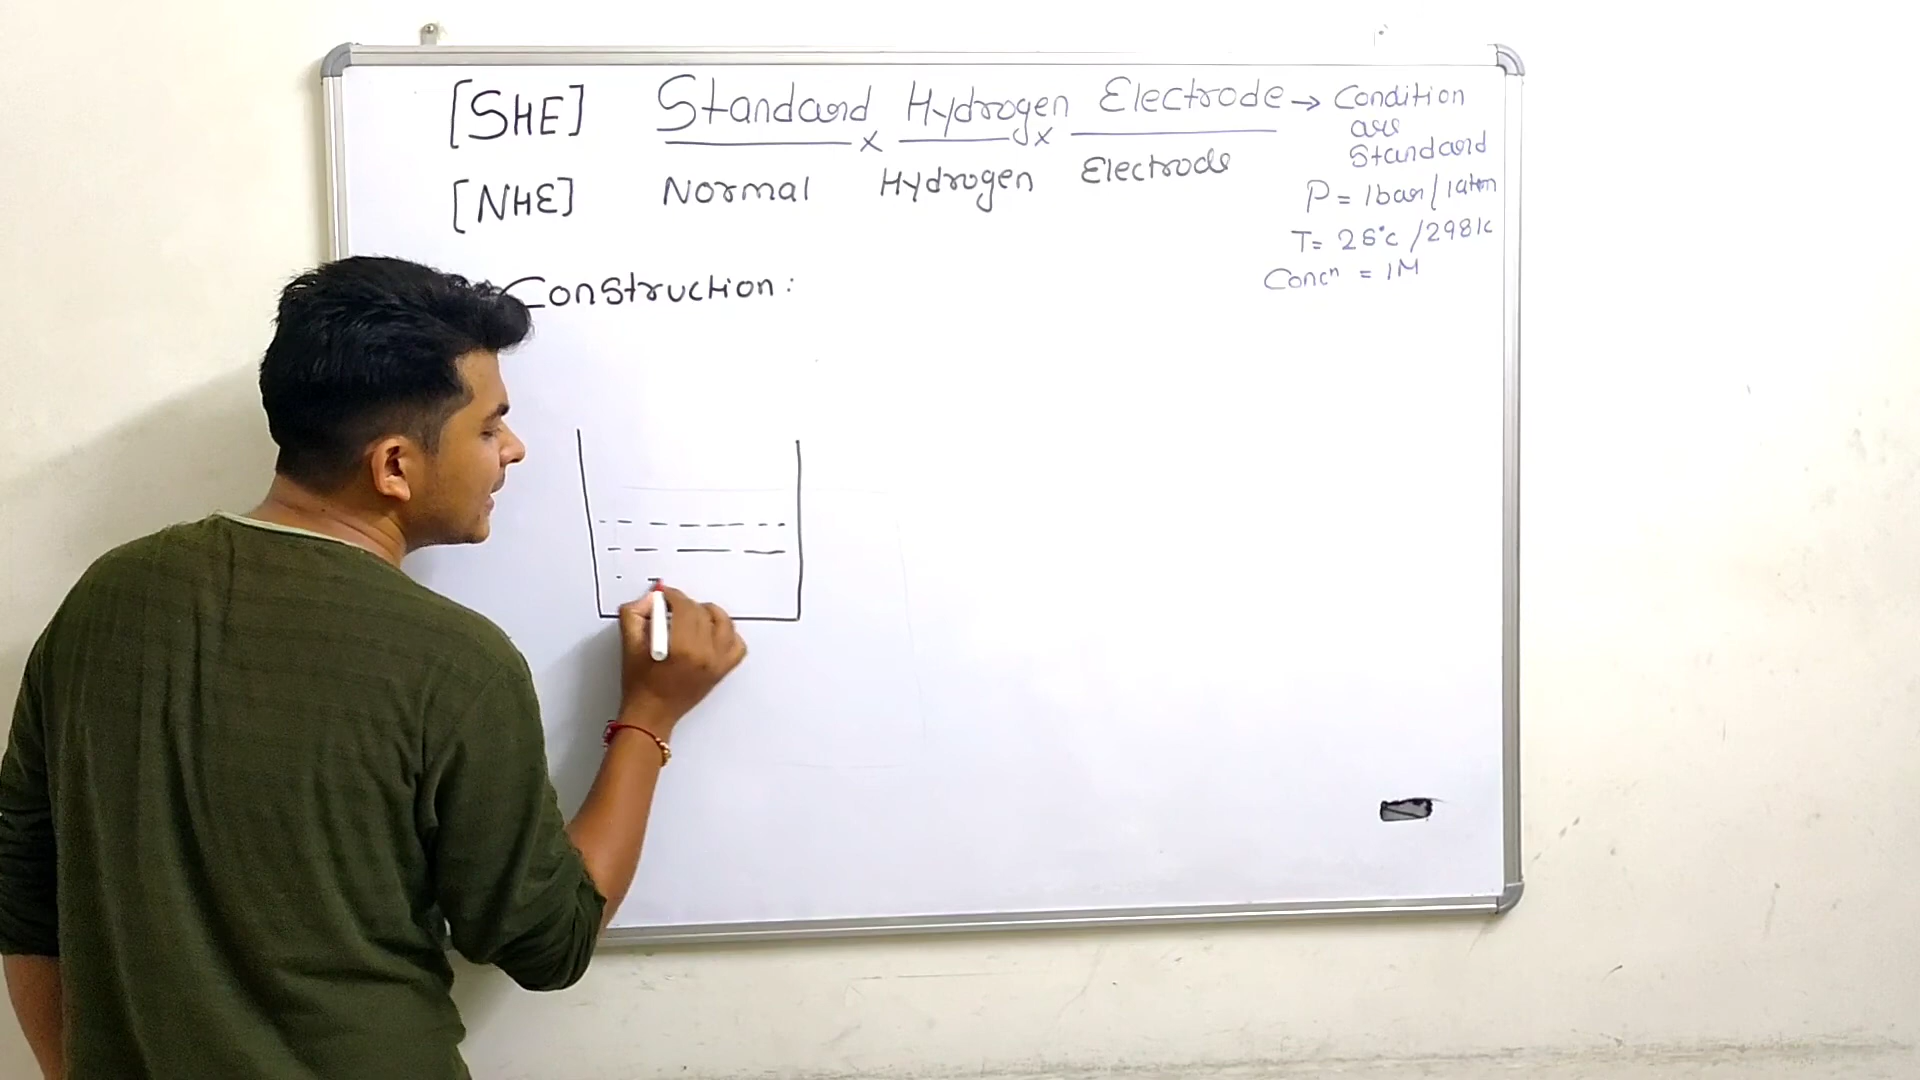 [SHE] Standard Hydrogen Electrode → Condition
are
Standard
[NHE] Normal Hydrogen Electrode
P = 1bar/1atm
T= 25°c /298K
Concⁿ = 1M
Construction: